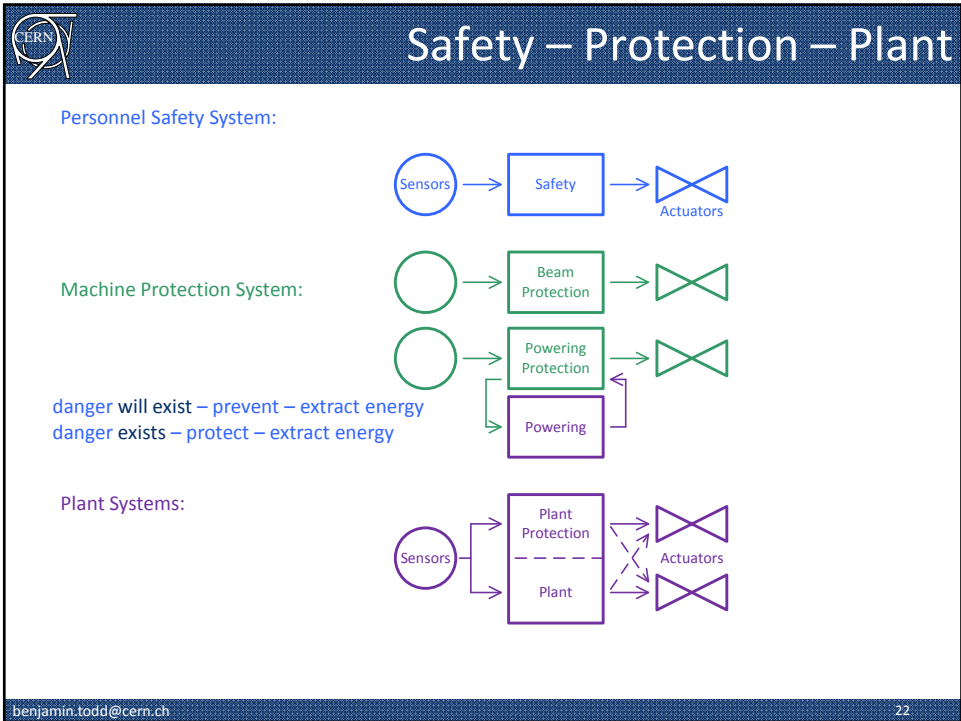 CERN
Safety – Protection – Plant
Personnel Safety System:
Sensors
Safety
Actuators
Machine Protection System:
Beam
Protection
Powering
Protection
danger will exist – prevent – extract energy
danger exists – protect – extract energy
Powering
Plant Systems:
Sensors
Plant
Protection
Plant
Actuators
benjamin.todd@cern.ch
22